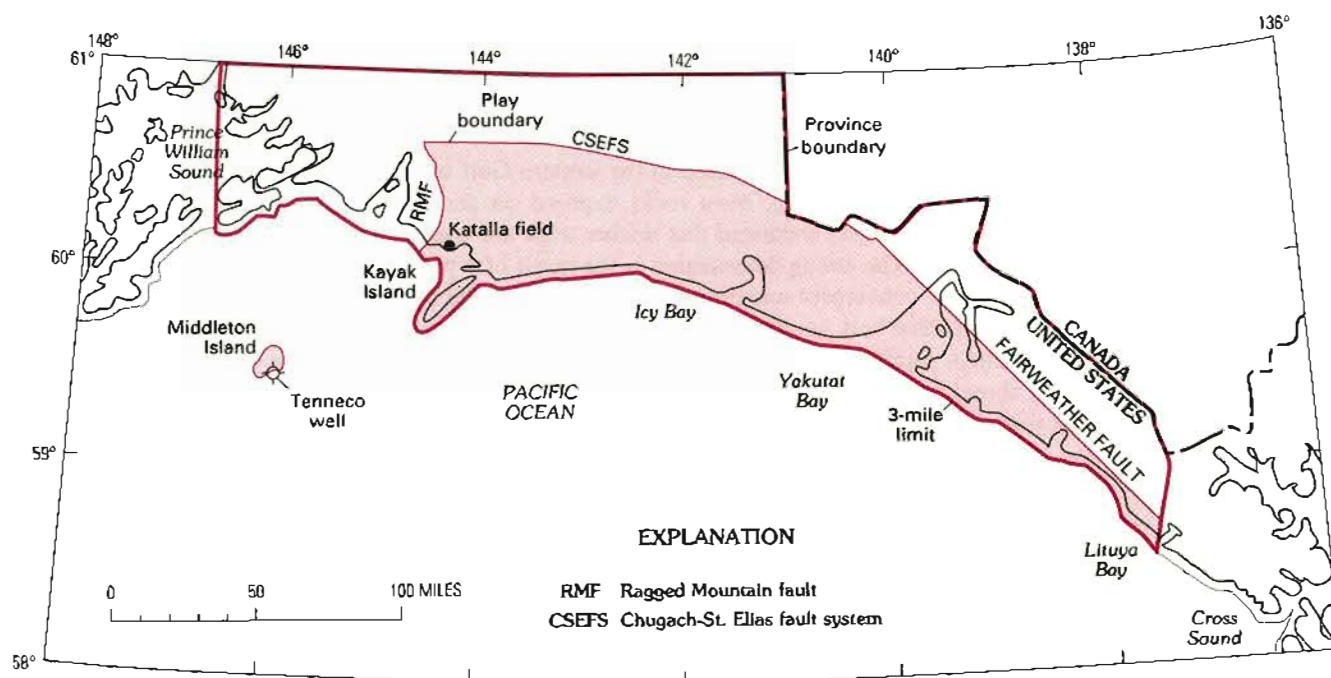 148°
146°
144°
142°
140°
138°
136°
61°
Play
boundary
CSEFS
Province
boundary
Prince
William
Sound
RMF
Katalla field
60°
Kayak
Island
Icy Bay
Middleton
Island
Tenneco
well
PACIFIC
OCEAN
Yakutat
Bay
3-mile
limit
CANADA
UNITED STATES
FAIRWEATHER FAULT
59°
EXPLANATION
Lituya
Bay
0 50 100 MILES
RMF Ragged Mountain fault
CSEFS Chugach-St. Elias fault system
Cross
Sound
58°